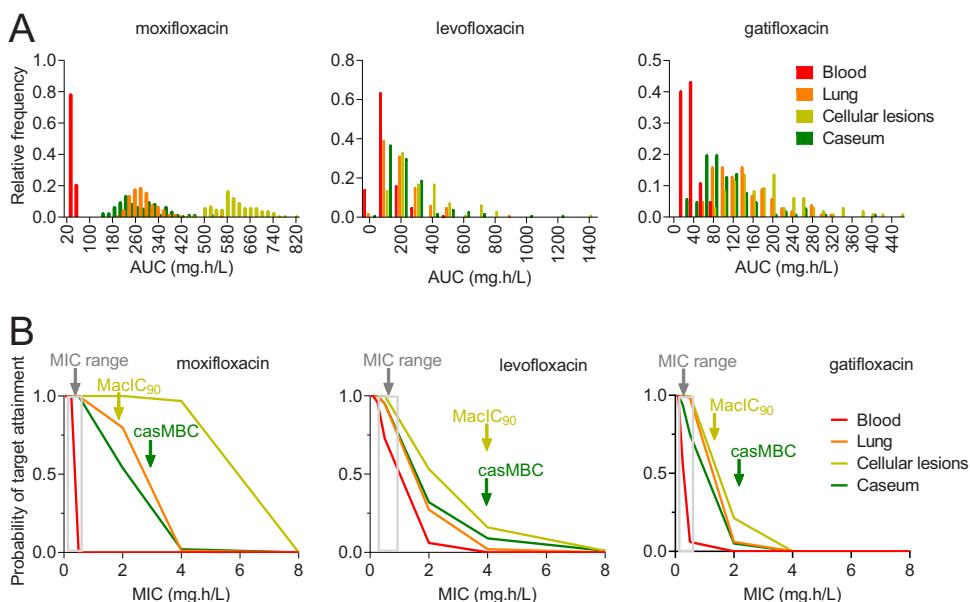 A
moxifloxacin
levofloxacin
gatifloxacin
Relative frequency
1.0
0.8
0.6
0.4
0.2
0.0
20
100
180
260
340
420
500
580
660
740
820
AUC (mg.h/L)
0.8
0.6
0.4
0.2
0.0
0
200
400
600
800
1000
1200
1400
AUC (mg.h/L)
0.5
0.4
0.3
0.2
0.1
0.0
0
40
80
120
160
200
240
280
320
360
400
440
AUC (mg.h/L)
Blood
Lung
Cellular lesions
Caseum
B
Probability of target attainment
MIC range
moxifloxacin
MacIC90
casMBC
1.0
0.5
0.0
0
2
4
6
8
MIC (mg.h/L)
MIC range
levofloxacin
MacIC90
casMBC
1.0
0.5
0.0
0
2
4
6
8
MIC (mg.h/L)
MIC range
gatifloxacin
MacIC90
casMBC
1.0
0.5
0.0
0
2
4
6
8
MIC (mg.h/L)
Blood
Lung
Cellular lesions
Caseum